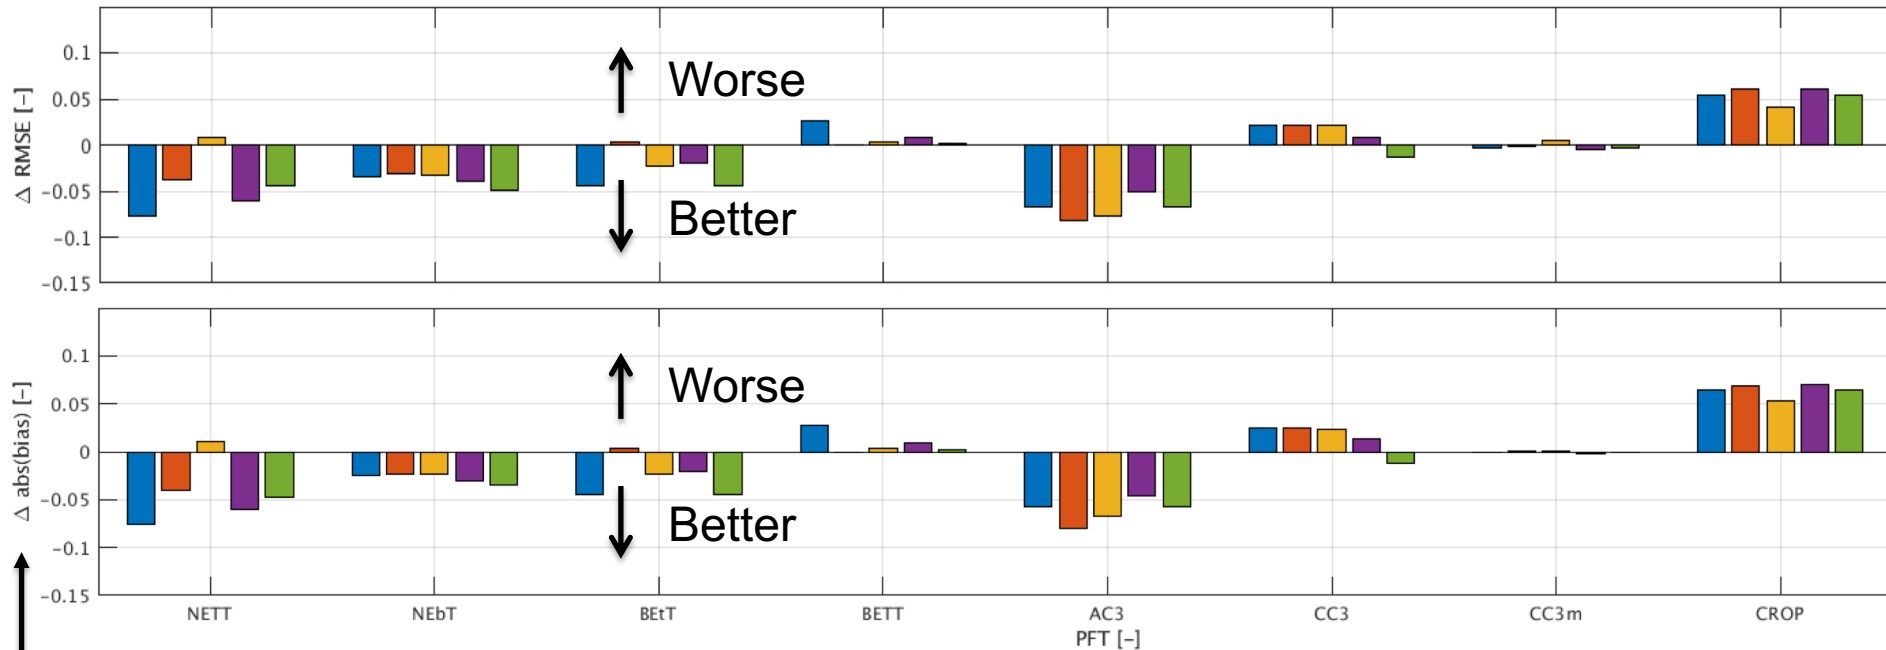 0.1
0.05
0
-0.05
-0.1
-0.15
Δ RMSE [-]
Worse
Better
0.1
0.05
0
-0.05
-0.1
-0.15
Δ abs(bias) [-]
Worse
Better
NETT NEbT BEtT BETT AC3 CC3 CC3m CROP
PFT [-]